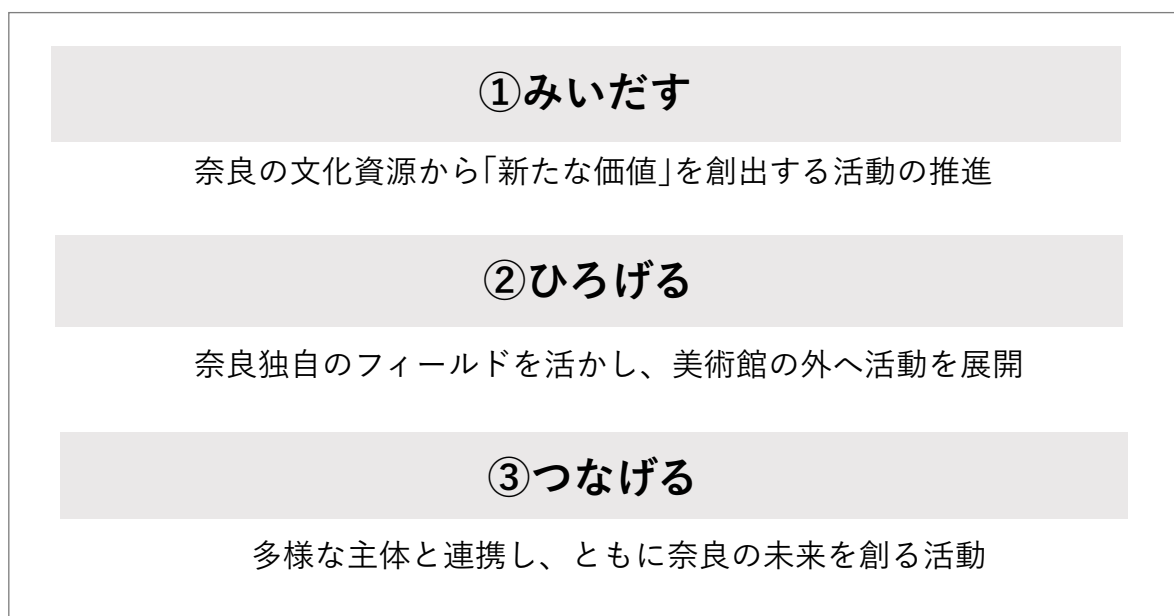 ①みいだす
奈良の文化資源から｢新たな価値｣を創出する活動の推進
②ひろげる
奈良独自のフィールドを活かし、美術館の外へ活動を展開
③つなげる
多様な主体と連携し、ともに奈良の未来を創る活動